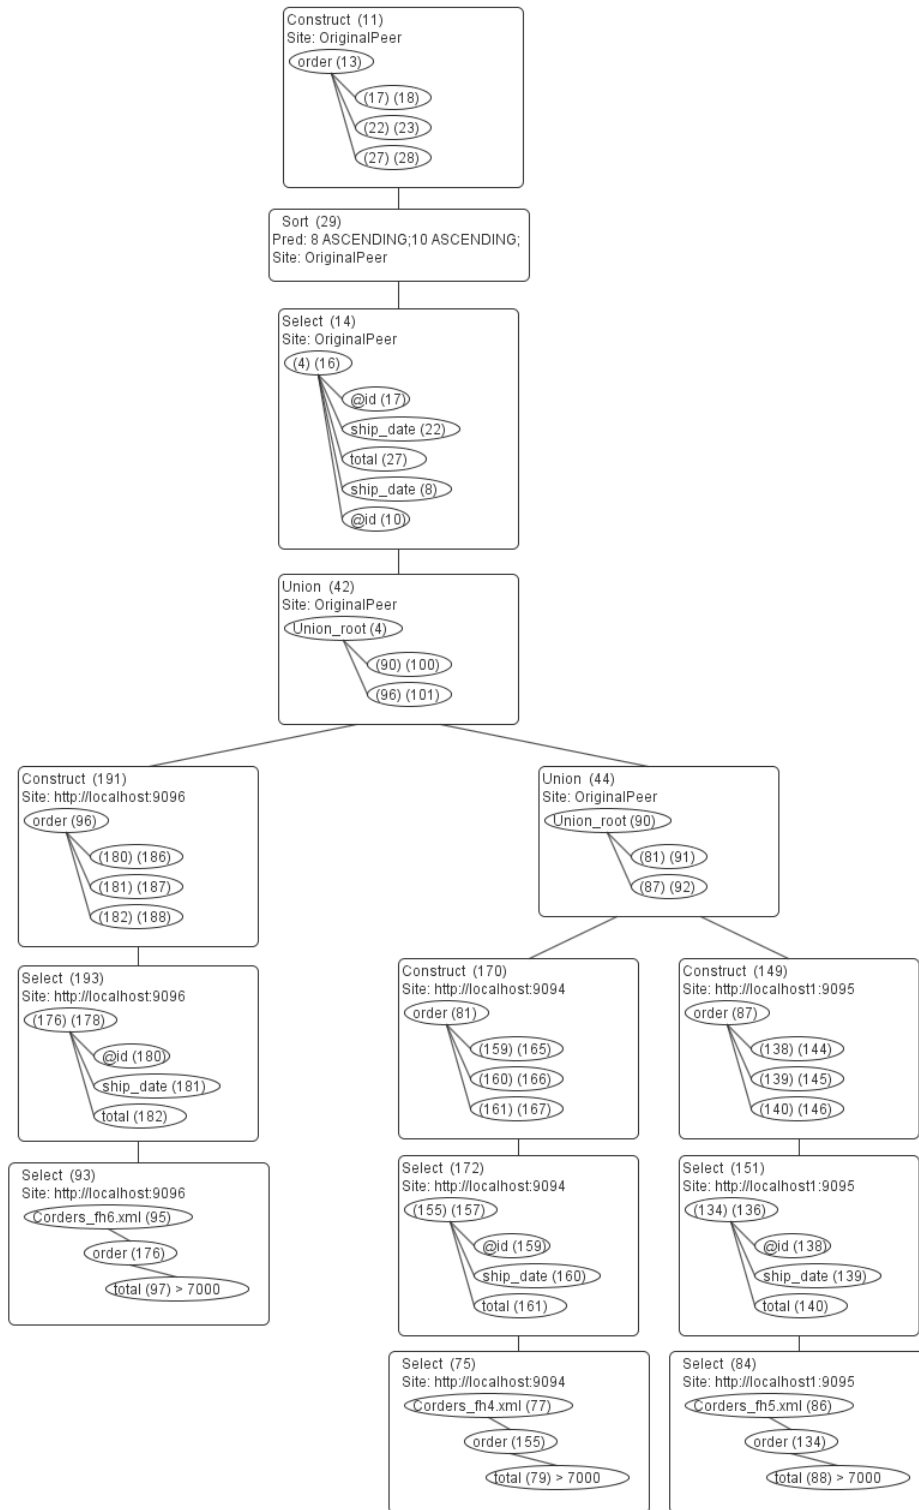 Construct (11)
Site: OriginalPeer
order (13)
(17) (18)
(22) (23)
(27) (28)
Sort (29)
Pred: 8 ASCENDING;10 ASCENDING;
Site: OriginalPeer
Select (14)
Site: OriginalPeer
(4) (16)
@id (17)
ship_date (22)
total (27)
ship_date (8)
@id (10)
Union (42)
Site: OriginalPeer
Union_root (4)
(90) (100)
(96) (101)
Construct (191)
Site: http://localhost:9096
order (96)
(180) (186)
(181) (187)
(182) (188)
Union (44)
Site: OriginalPeer
Union_root (90)
(81) (91)
(87) (92)
Select (193)
Site: http://localhost:9096
(176) (178)
@id (180)
ship_date (181)
total (182)
Construct (170)
Site: http://localhost:9094
order (81)
(159) (165)
(160) (166)
(161) (167)
Construct (149)
Site: http://localhost1:9095
order (87)
(138) (144)
(139) (145)
(140) (146)
Select (93)
Site: http://localhost:9096
Corders_fh6.xml (95)
order (176)
total (97) > 7000
Select (172)
Site: http://localhost:9094
(155) (157)
@id (159)
ship_date (160)
total (161)
Select (151)
Site: http://localhost1:9095
(134) (136)
@id (138)
ship_date (139)
total (140)
Select (75)
Site: http://localhost:9094
Corders_fh4.xml (77)
order (155)
total (79) > 7000
Select (84)
Site: http://localhost1:9095
Corders_fh5.xml (86)
order (134)
total (88) > 7000